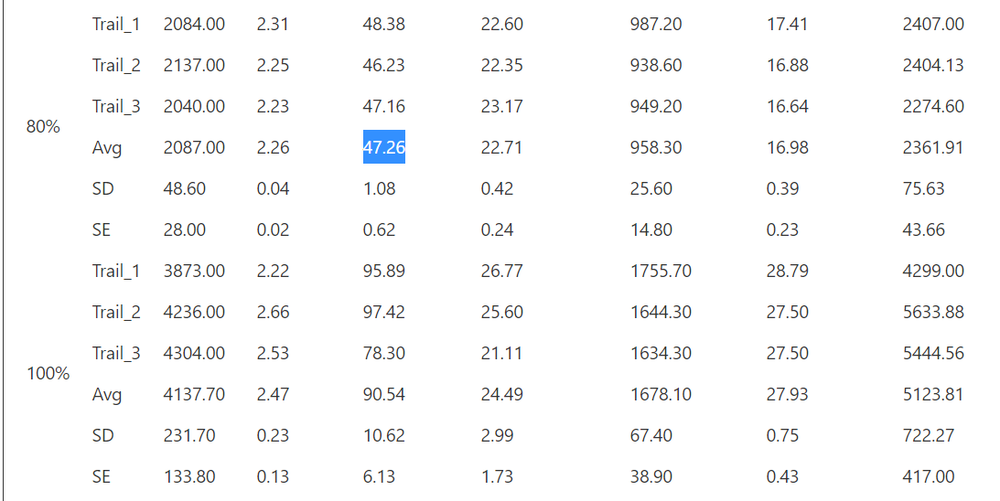 Trail_1 2084.00 2.31 48.38 22.60 987.20 17.41 2407.00
Trail_2 2137.00 2.25 46.23 22.35 938.60 16.88 2404.13
Trail_3 2040.00 2.23 47.16 23.17 949.20 16.64 2274.60
80%
Avg 2087.00 2.26 47.26 22.71 958.30 16.98 2361.91
SD 48.60 0.04 1.08 0.42 25.60 0.39 75.63
SE 28.00 0.02 0.62 0.24 14.80 0.23 43.66
Trail_1 3873.00 2.22 95.89 26.77 1755.70 28.79 4299.00
Trail_2 4236.00 2.66 97.42 25.60 1644.30 27.50 5633.88
Trail_3 4304.00 2.53 78.30 21.11 1634.30 27.50 5444.56
100%
Avg 4137.70 2.47 90.54 24.49 1678.10 27.93 5123.81
SD 231.70 0.23 10.62 2.99 67.40 0.75 722.27
SE 133.80 0.13 6.13 1.73 38.90 0.43 417.00